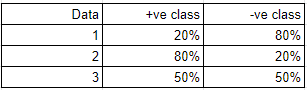 Data +ve class -ve class
1 20% 80%
2 80% 20%
3 50% 50%